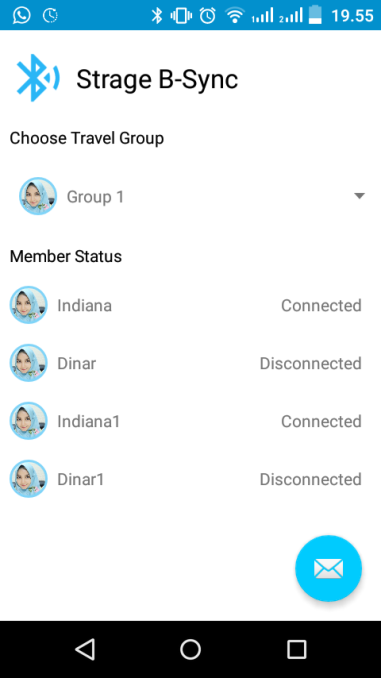 19.55
Strage B-Sync
Choose Travel Group
Group 1
Member Status
Indiana Connected
Dinar Disconnected
Indiana1 Connected
Dinar1 Disconnected